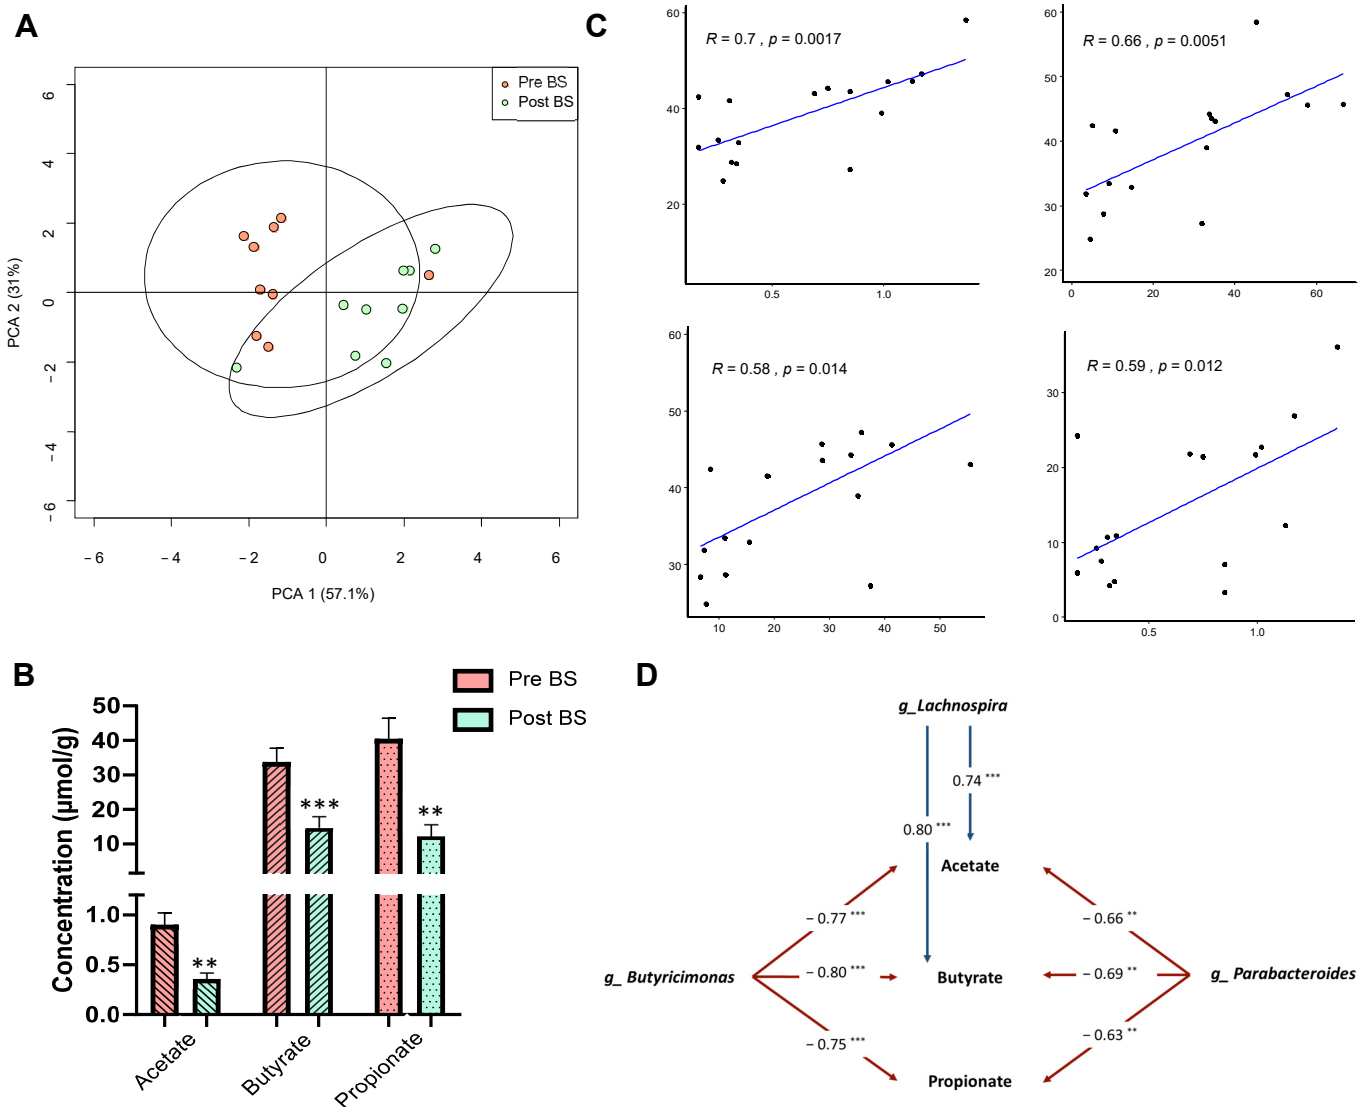 A
Pre BS
Post BS
6
4
2
0
−2
−4
−6
PCA 2 (31%)
−6
−4
−2
0
2
4
6
PCA 1 (57.1%)
C
60
40
20
R = 0.7 , p = 0.0017
0.5
1.0
60
50
40
30
20
R = 0.66 , p = 0.0051
0
20
40
60
60
50
40
30
R = 0.58 , p = 0.014
10
20
30
40
50
30
20
10
0
R = 0.59 , p = 0.012
0.5
1.0
B
Pre BS
Post BS
Concentration (µmol/g)
50
40
30
20
10
1.0
0.5
0.0
**
***
**
Acetate
Butyrate
Propionate
D
g_Lachnospira
0.74 ***
0.80 ***
Acetate
− 0.77 ***
− 0.66 **
g_ Butyricimonas
− 0.80 ***
Butyrate
− 0.69 **
g_ Parabacteroides
− 0.75 ***
− 0.63 **
Propionate